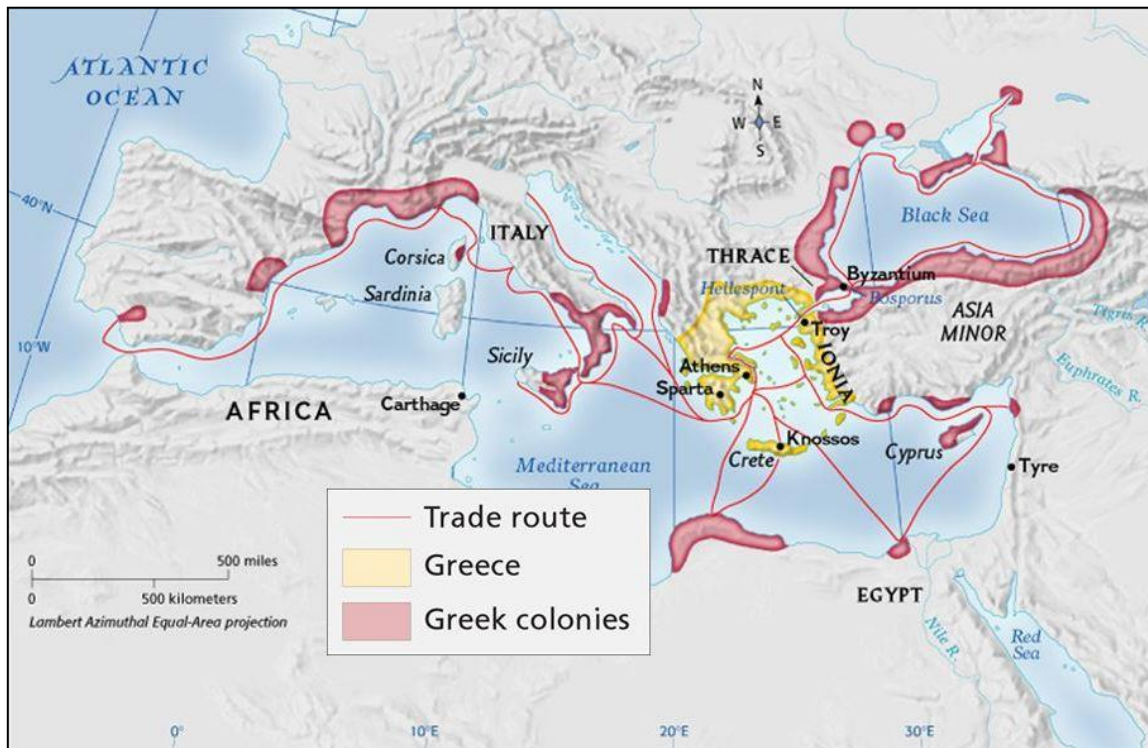 ATLANTIC
OCEAN
N
W E
S
40°N
Black Sea
Corsica
ITALY
THRACE
Byzantium
Sardinia
Hellespont
Bosporus
ASIA
MINOR
Tigris R.
10°W
Troy
IONIA
Sicily
Athens
Euphrates R.
Sparta
AFRICA
Carthage
Knossos
Crete
Cyprus
Mediterranean
Sea
Tyre
Trade route
Greece
Greek colonies
0 500 miles
0 500 kilometers
Lambert Azimuthal Equal-Area projection
EGYPT
Nile R.
Red
Sea
0° 10°E 20°E 30°E